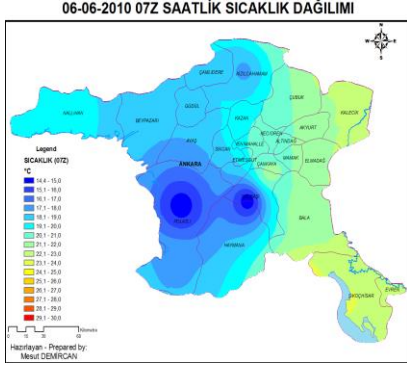 06-06-2010 07Z SAATLİK SICAKLIK DAĞILIMI
N
W E
S
ÇAMLIDERE
KIZILCAHAMAM
NALLIHAN
BEYPAZARI
GÜDÜL
ÇUBUK
KALECİK
KAZAN
AYAŞ
KEÇİÖREN
AKYURT
ALTINDAĞ
YENİMAHALLE
SİNCAN
ETİMESGUT
ÇANKAYA
MAMAK
ELMADAĞ
ANKARA
POLATLI
GÖLBAŞI
BALA
HAYMANA
ŞEREFLİKOÇHİSAR
EVREN
Legend
SICAKLIK (07Z)
°C
14,4 - 15,0
15,1 - 16,0
16,1 - 17,0
17,1 - 18,0
18,1 - 19,0
19,1 - 20,0
20,1 - 21,0
21,1 - 22,0
22,1 - 23,0
23,1 - 24,0
24,1 - 25,0
25,1 - 26,0
26,1 - 27,0
27,1 - 28,0
28,1 - 29,0
29,1 - 30,0
Kilometers
Hazırlayan - Prepared by:
Mesut DEMİRCAN